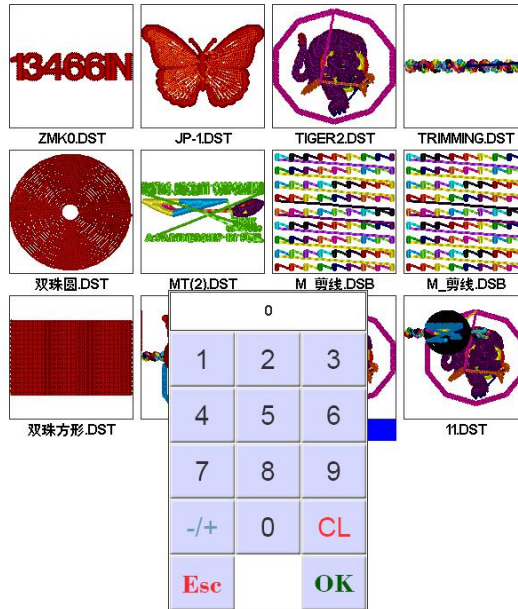 13466IN
ZMK0.DST
JP-1.DST
TIGER2.DST
TRIMMING.DST
双珠圆.DST
MT(2).DST
M_剪线.DSB
M_剪线.DSB
双珠方形.DST
11.DST
0
1 2 3
4 5 6
7 8 9
-/+ 0 CL
Esc OK